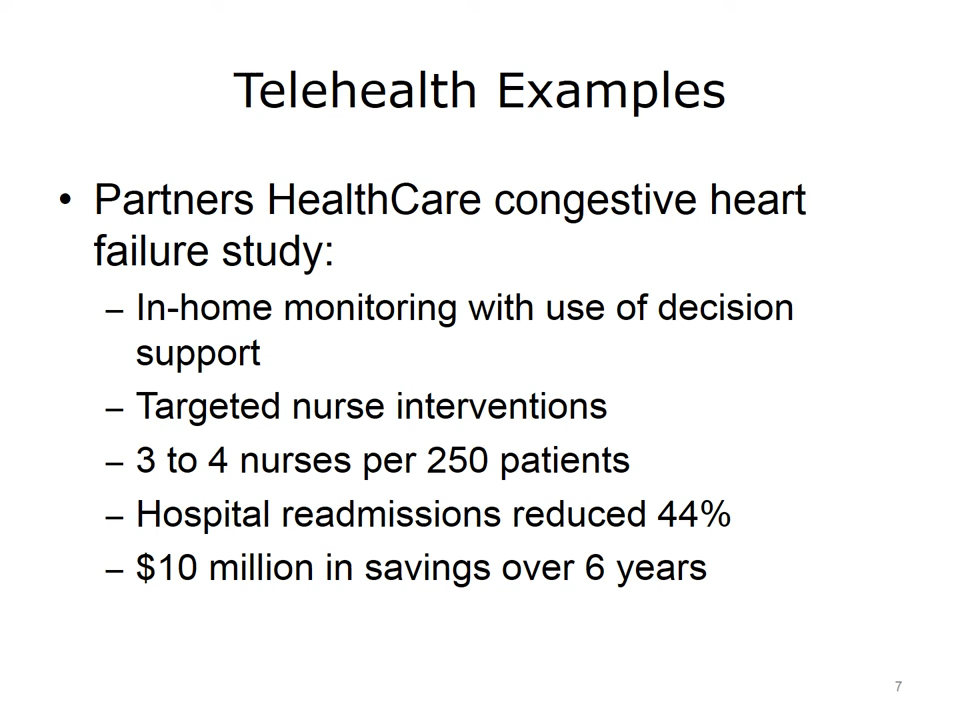 Telehealth Examples
• Partners HealthCare congestive heart
failure study:
– In-home monitoring with use of decision
support
– Targeted nurse interventions
– 3 to 4 nurses per 250 patients
– Hospital readmissions reduced 44%
– $10 million in savings over 6 years
7